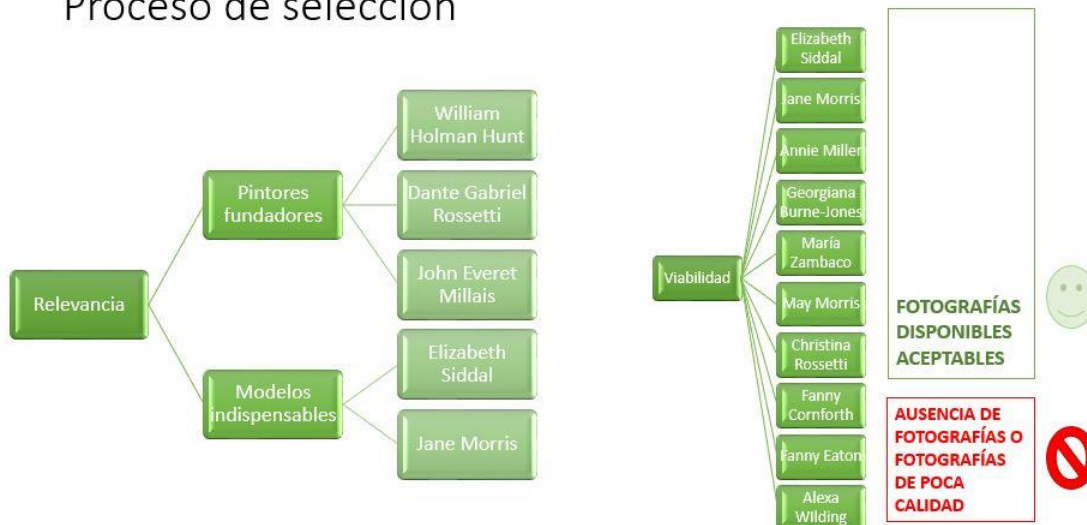 Proceso de selección
Relevancia
Pintores
fundadores
Modelos
indispensables
William
Holman Hunt
Dante Gabriel
Rossetti
John Everet
Millais
Elizabeth
Siddal
Jane Morris
Viabilidad
Elizabeth
Siddal
Jane Morris
Annie Miller
Georgiana
Burne-Jones
María
Zambaco
May Morris
Christina
Rossetti
Fanny
Cornforth
Fanny Eaton
Alexa
WIlding
FOTOGRAFÍAS
DISPONIBLES
ACEPTABLES
AUSENCIA DE
FOTOGRAFÍAS O
FOTOGRAFÍAS
DE POCA
CALIDAD